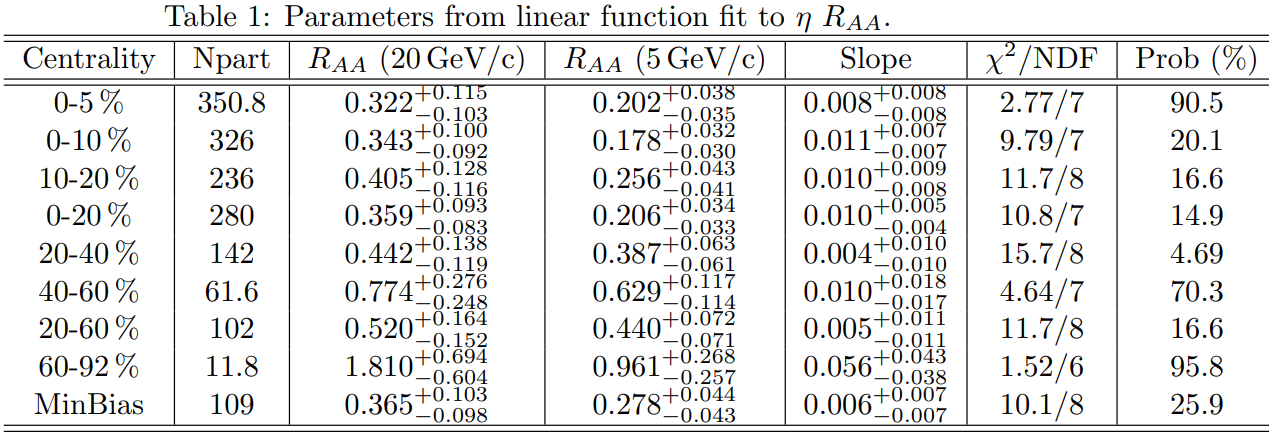 Table 1: Parameters from linear function fit to η R_AA.
Centrality Npart R_AA (20 GeV/c) R_AA (5 GeV/c) Slope χ²/NDF Prob (%)
0-5 % 350.8 0.322^{+0.115}_{−0.103} 0.202^{+0.038}_{−0.035} 0.008^{+0.008}_{−0.008} 2.77/7 90.5
0-10 % 326 0.343^{+0.100}_{−0.092} 0.178^{+0.032}_{−0.030} 0.011^{+0.007}_{−0.007} 9.79/7 20.1
10-20 % 236 0.405^{+0.128}_{−0.116} 0.256^{+0.043}_{−0.041} 0.010^{+0.009}_{−0.008} 11.7/8 16.6
0-20 % 280 0.359^{+0.093}_{−0.083} 0.206^{+0.034}_{−0.033} 0.010^{+0.005}_{−0.004} 10.8/7 14.9
20-40 % 142 0.442^{+0.138}_{−0.119} 0.387^{+0.063}_{−0.061} 0.004^{+0.010}_{−0.010} 15.7/8 4.69
40-60 % 61.6 0.774^{+0.276}_{−0.248} 0.629^{+0.117}_{−0.114} 0.010^{+0.018}_{−0.017} 4.64/7 70.3
20-60 % 102 0.520^{+0.164}_{−0.152} 0.440^{+0.072}_{−0.071} 0.005^{+0.011}_{−0.011} 11.7/8 16.6
60-92 % 11.8 1.810^{+0.694}_{−0.604} 0.961^{+0.268}_{−0.257} 0.056^{+0.043}_{−0.038} 1.52/6 95.8
MinBias 109 0.365^{+0.103}_{−0.098} 0.278^{+0.044}_{−0.043} 0.006^{+0.007}_{−0.007} 10.1/8 25.9